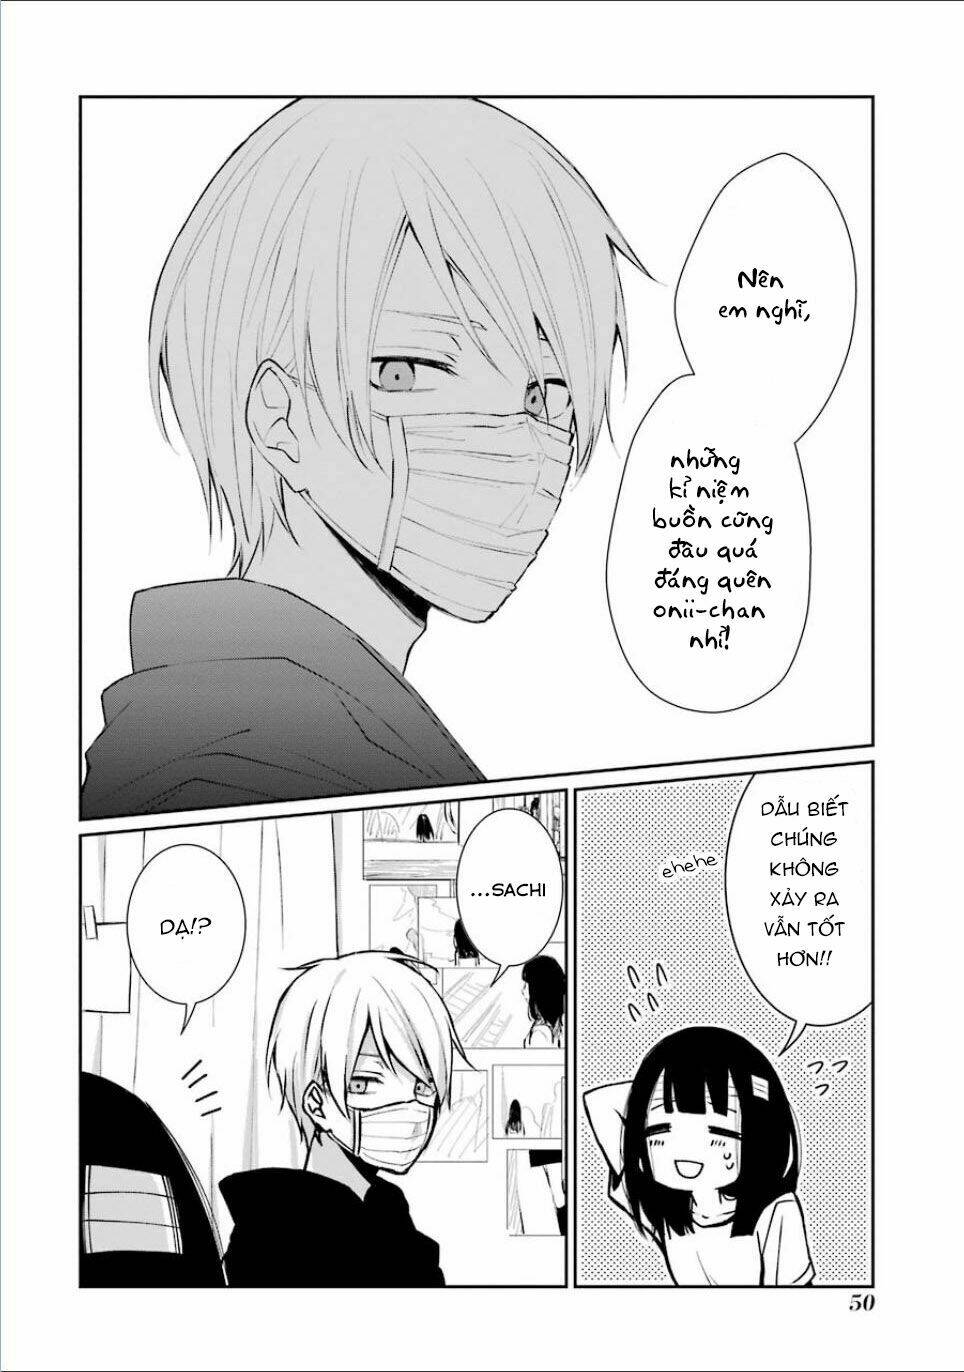 Nên
em nghĩ,
những
kỉ niệm
buồn cũng
đâu quá
đáng quên
onii-chan
nhỉ!
DẪU BIẾT
CHÚNG
KHÔNG
XẢY RA
VẪN TỐT
HƠN!!
ehehe
...SACHI
DẠ!?
50